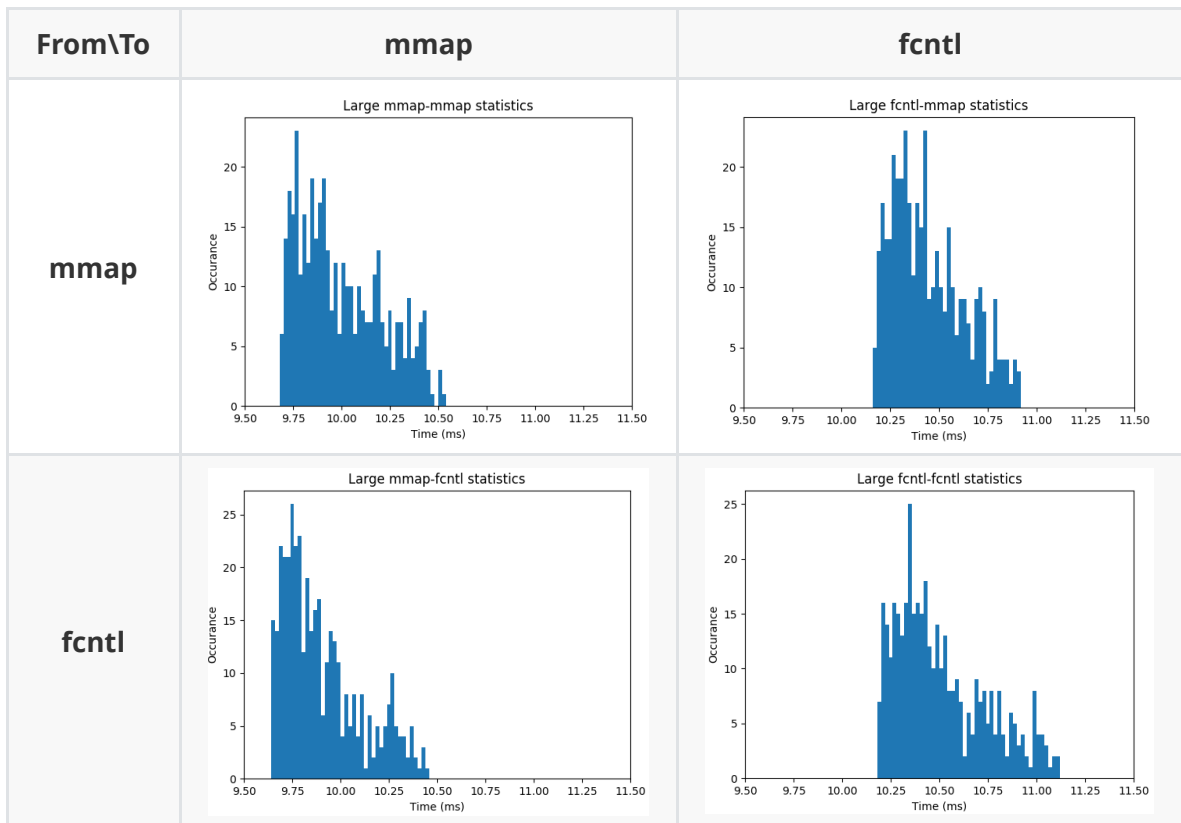 From\To mmap fcntl
mmap
Large mmap-mmap statistics
Occurance
20
15
10
5
0
9.50 9.75 10.00 10.25 10.50 10.75 11.00 11.25 11.50
Time (ms)
Large fcntl-mmap statistics
Occurance
20
15
10
5
0
9.50 9.75 10.00 10.25 10.50 10.75 11.00 11.25 11.50
Time (ms)
fcntl
Large mmap-fcntl statistics
Occurance
25
20
15
10
5
0
9.50 9.75 10.00 10.25 10.50 10.75 11.00 11.25 11.50
Time (ms)
Large fcntl-fcntl statistics
Occurance
25
20
15
10
5
0
9.50 9.75 10.00 10.25 10.50 10.75 11.00 11.25 11.50
Time (ms)